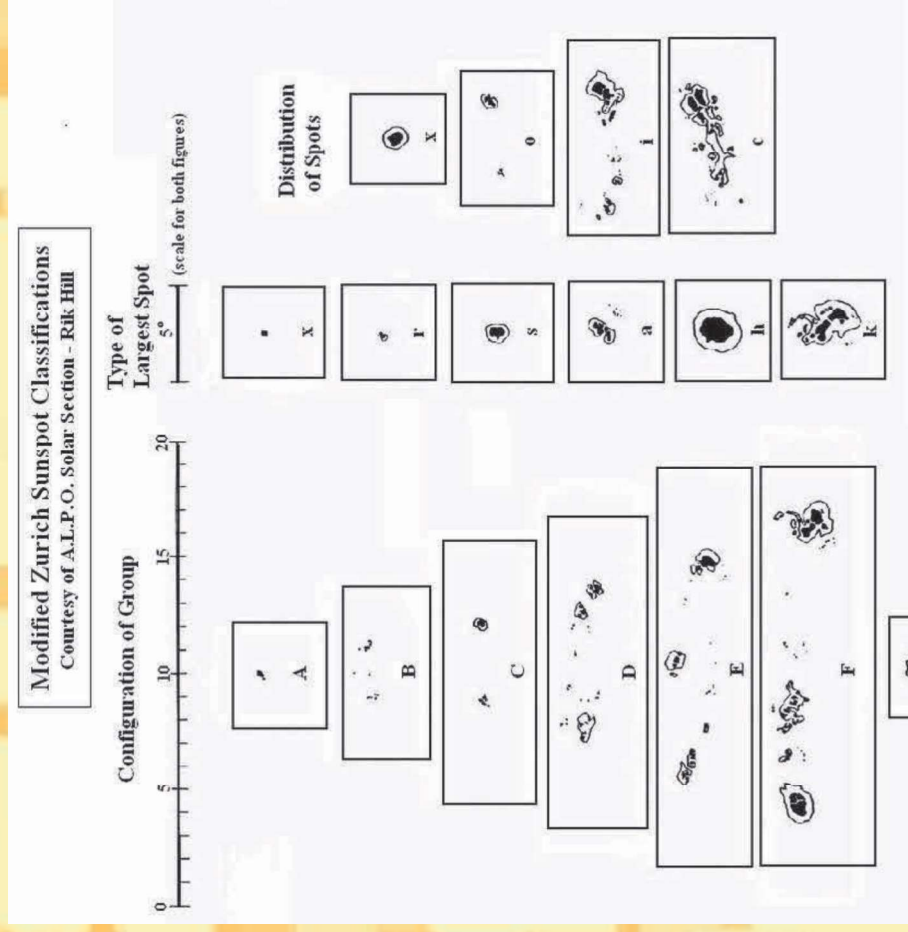 Modified Zurich Sunspot Classifications
Courtesy of A.L.P.O. Solar Section - Rik Hill
Configuration of Group
0 5 10 15 20
A
B
C
D
E
F
Type of
Largest Spot
5°
(scale for both figures)
x
r
s
a
h
k
Distribution
of Spots
x
o
i
c